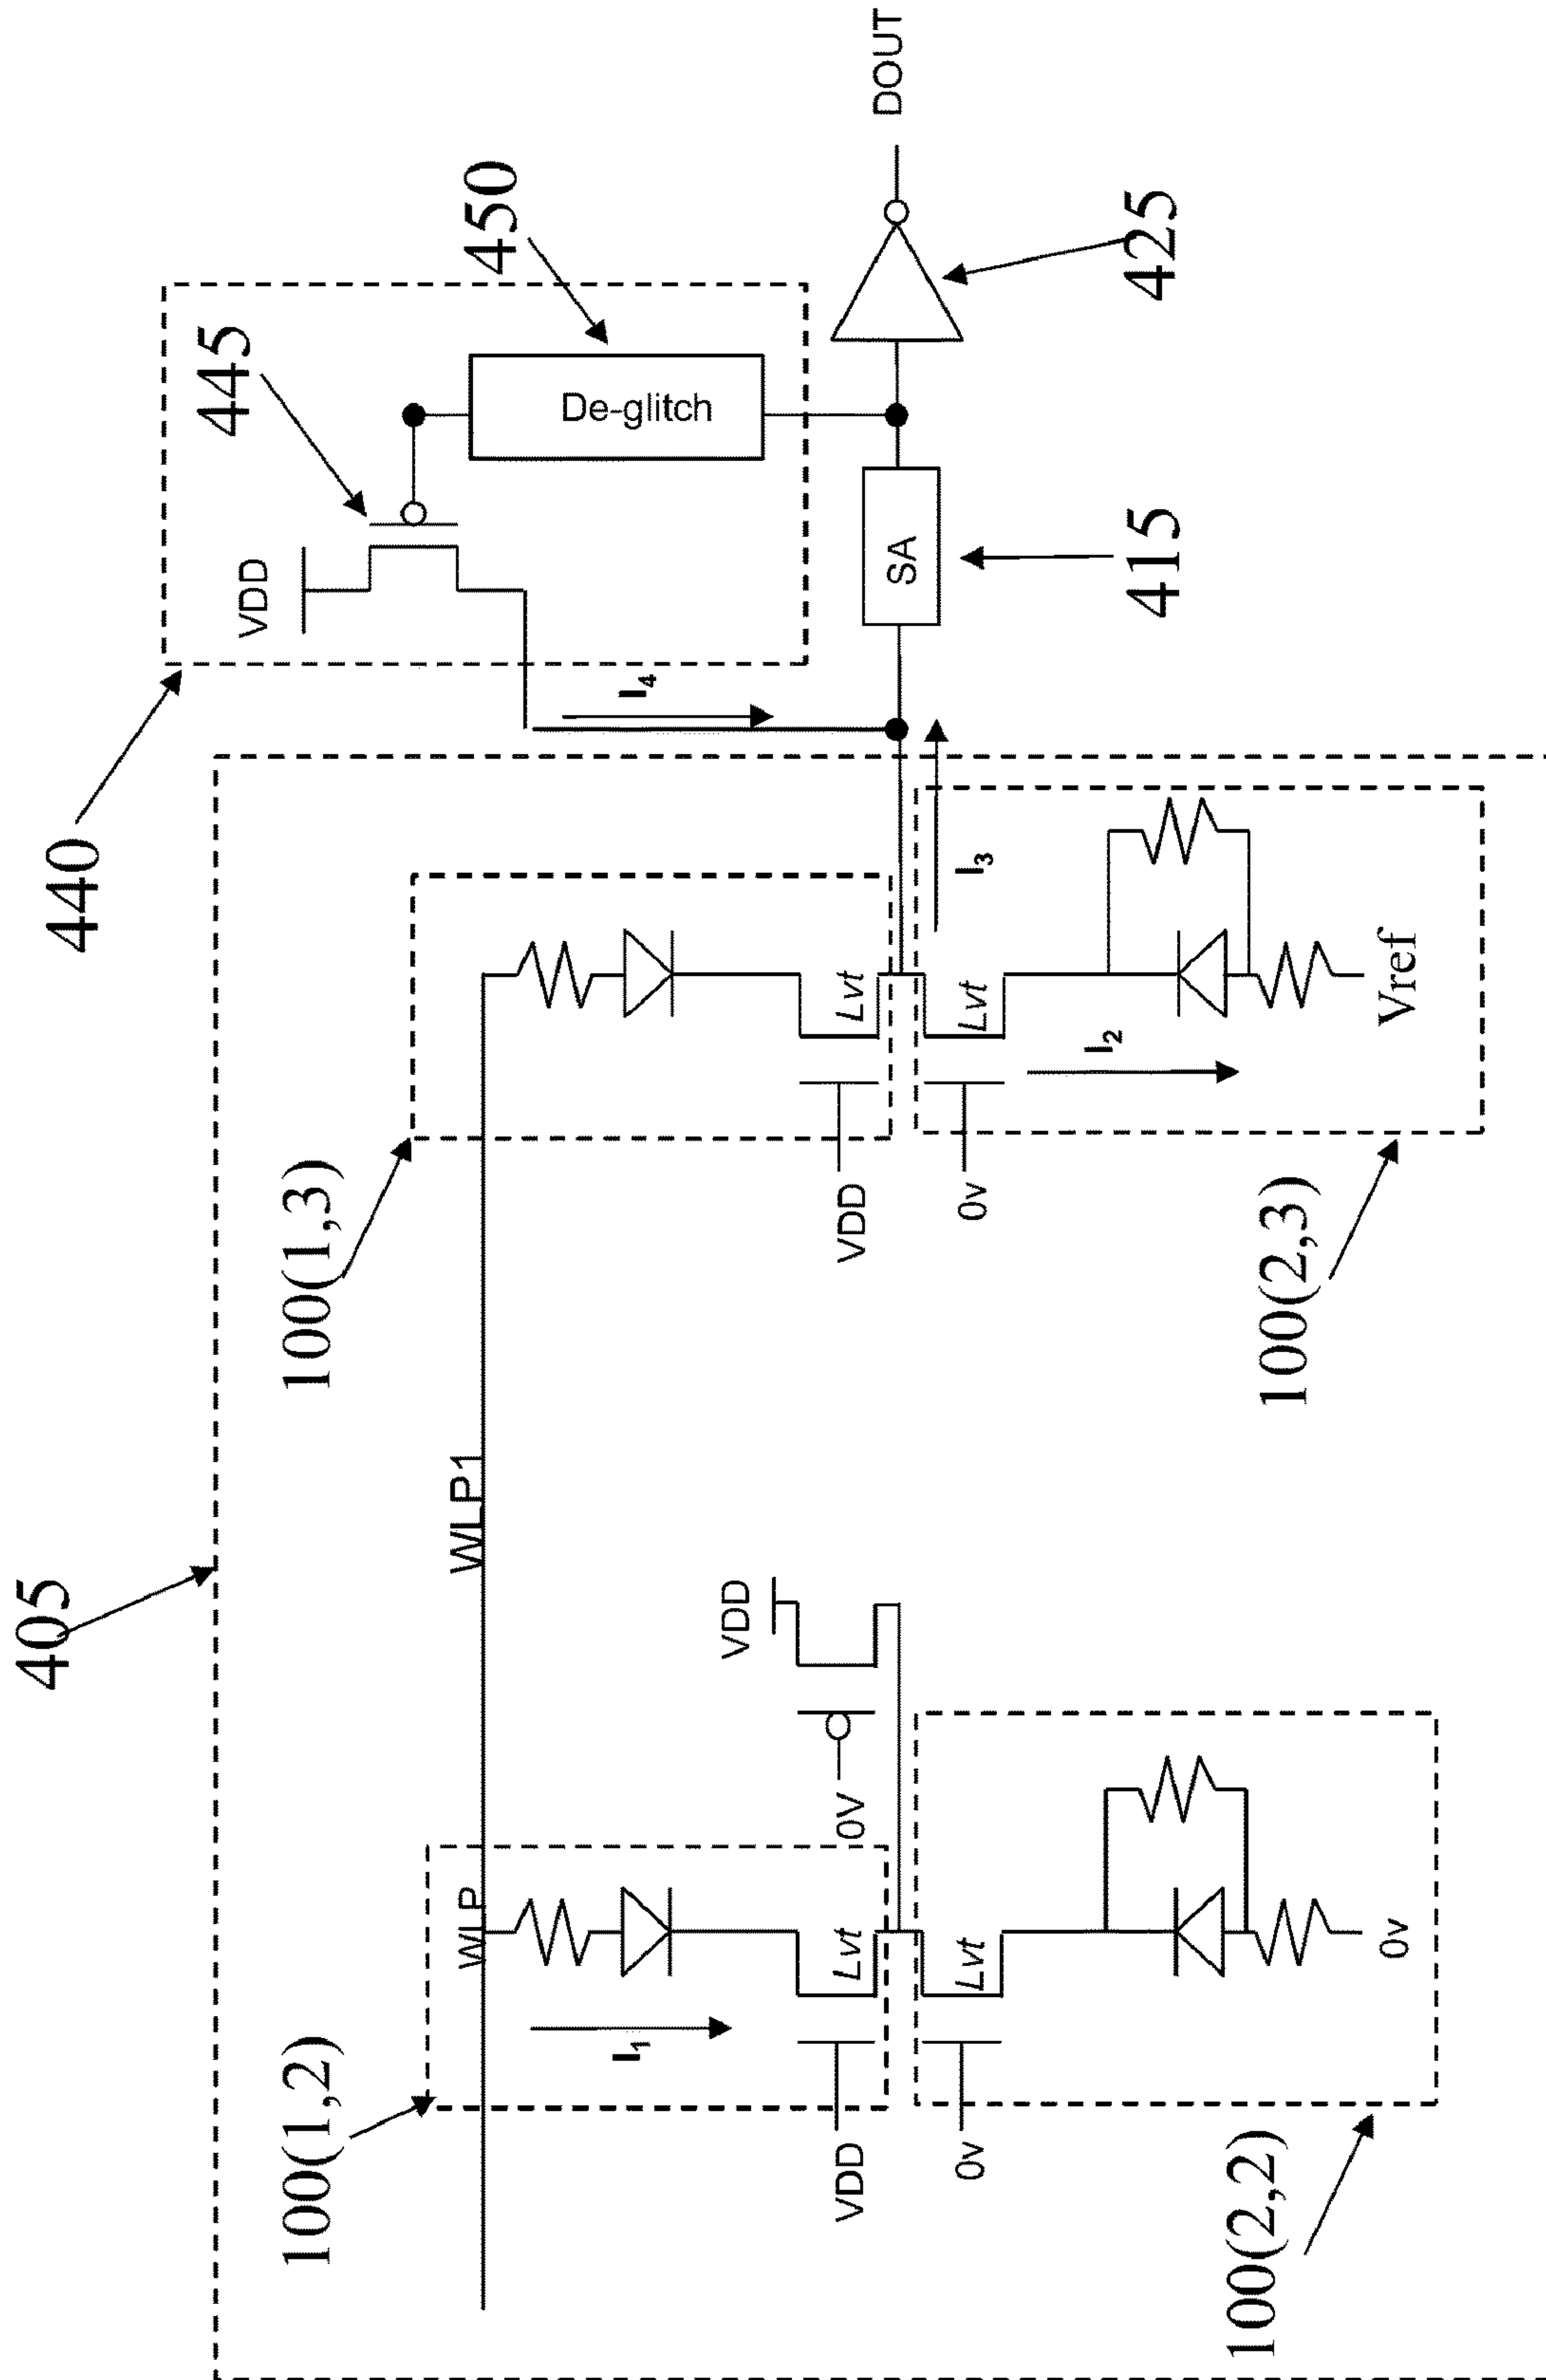 405
440
445
VDD
100(1,2)
100(1,3)
WLP
WLP1
450
De-glitch
I₁
I₄
VDD
VDD
Lvt
0V
VDD
Lvt
SA
DOUT
0v
Lvt
0v
Lvt
I₃
I₂
415
425
100(2,2)
100(2,3)
0v
Vref